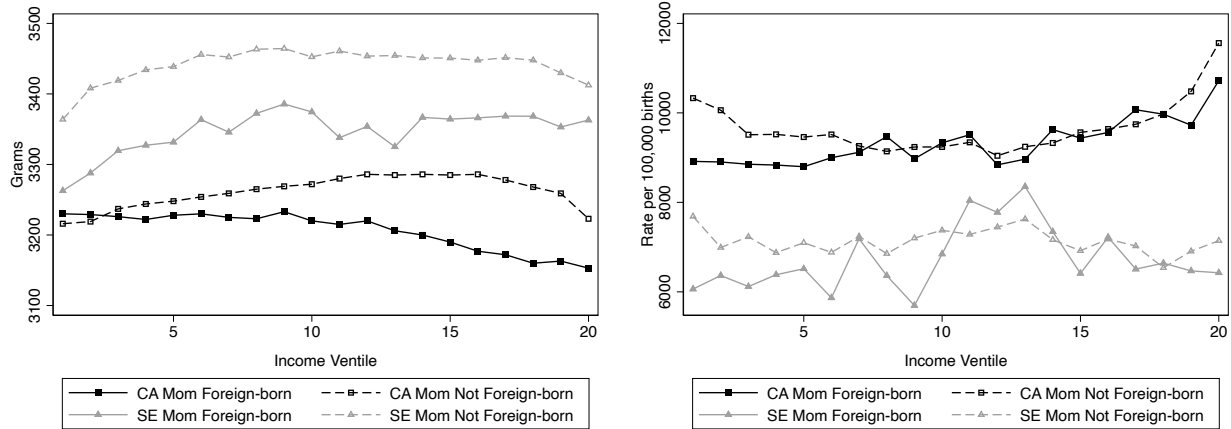 Grams
3500
3400
3300
3200
3100
5 10 15 20
Income Ventile
CA Mom Foreign-born CA Mom Not Foreign-born
SE Mom Foreign-born SE Mom Not Foreign-born
Rate per 100,000 births
12000
10000
8000
6000
5 10 15 20
Income Ventile
CA Mom Foreign-born CA Mom Not Foreign-born
SE Mom Foreign-born SE Mom Not Foreign-born